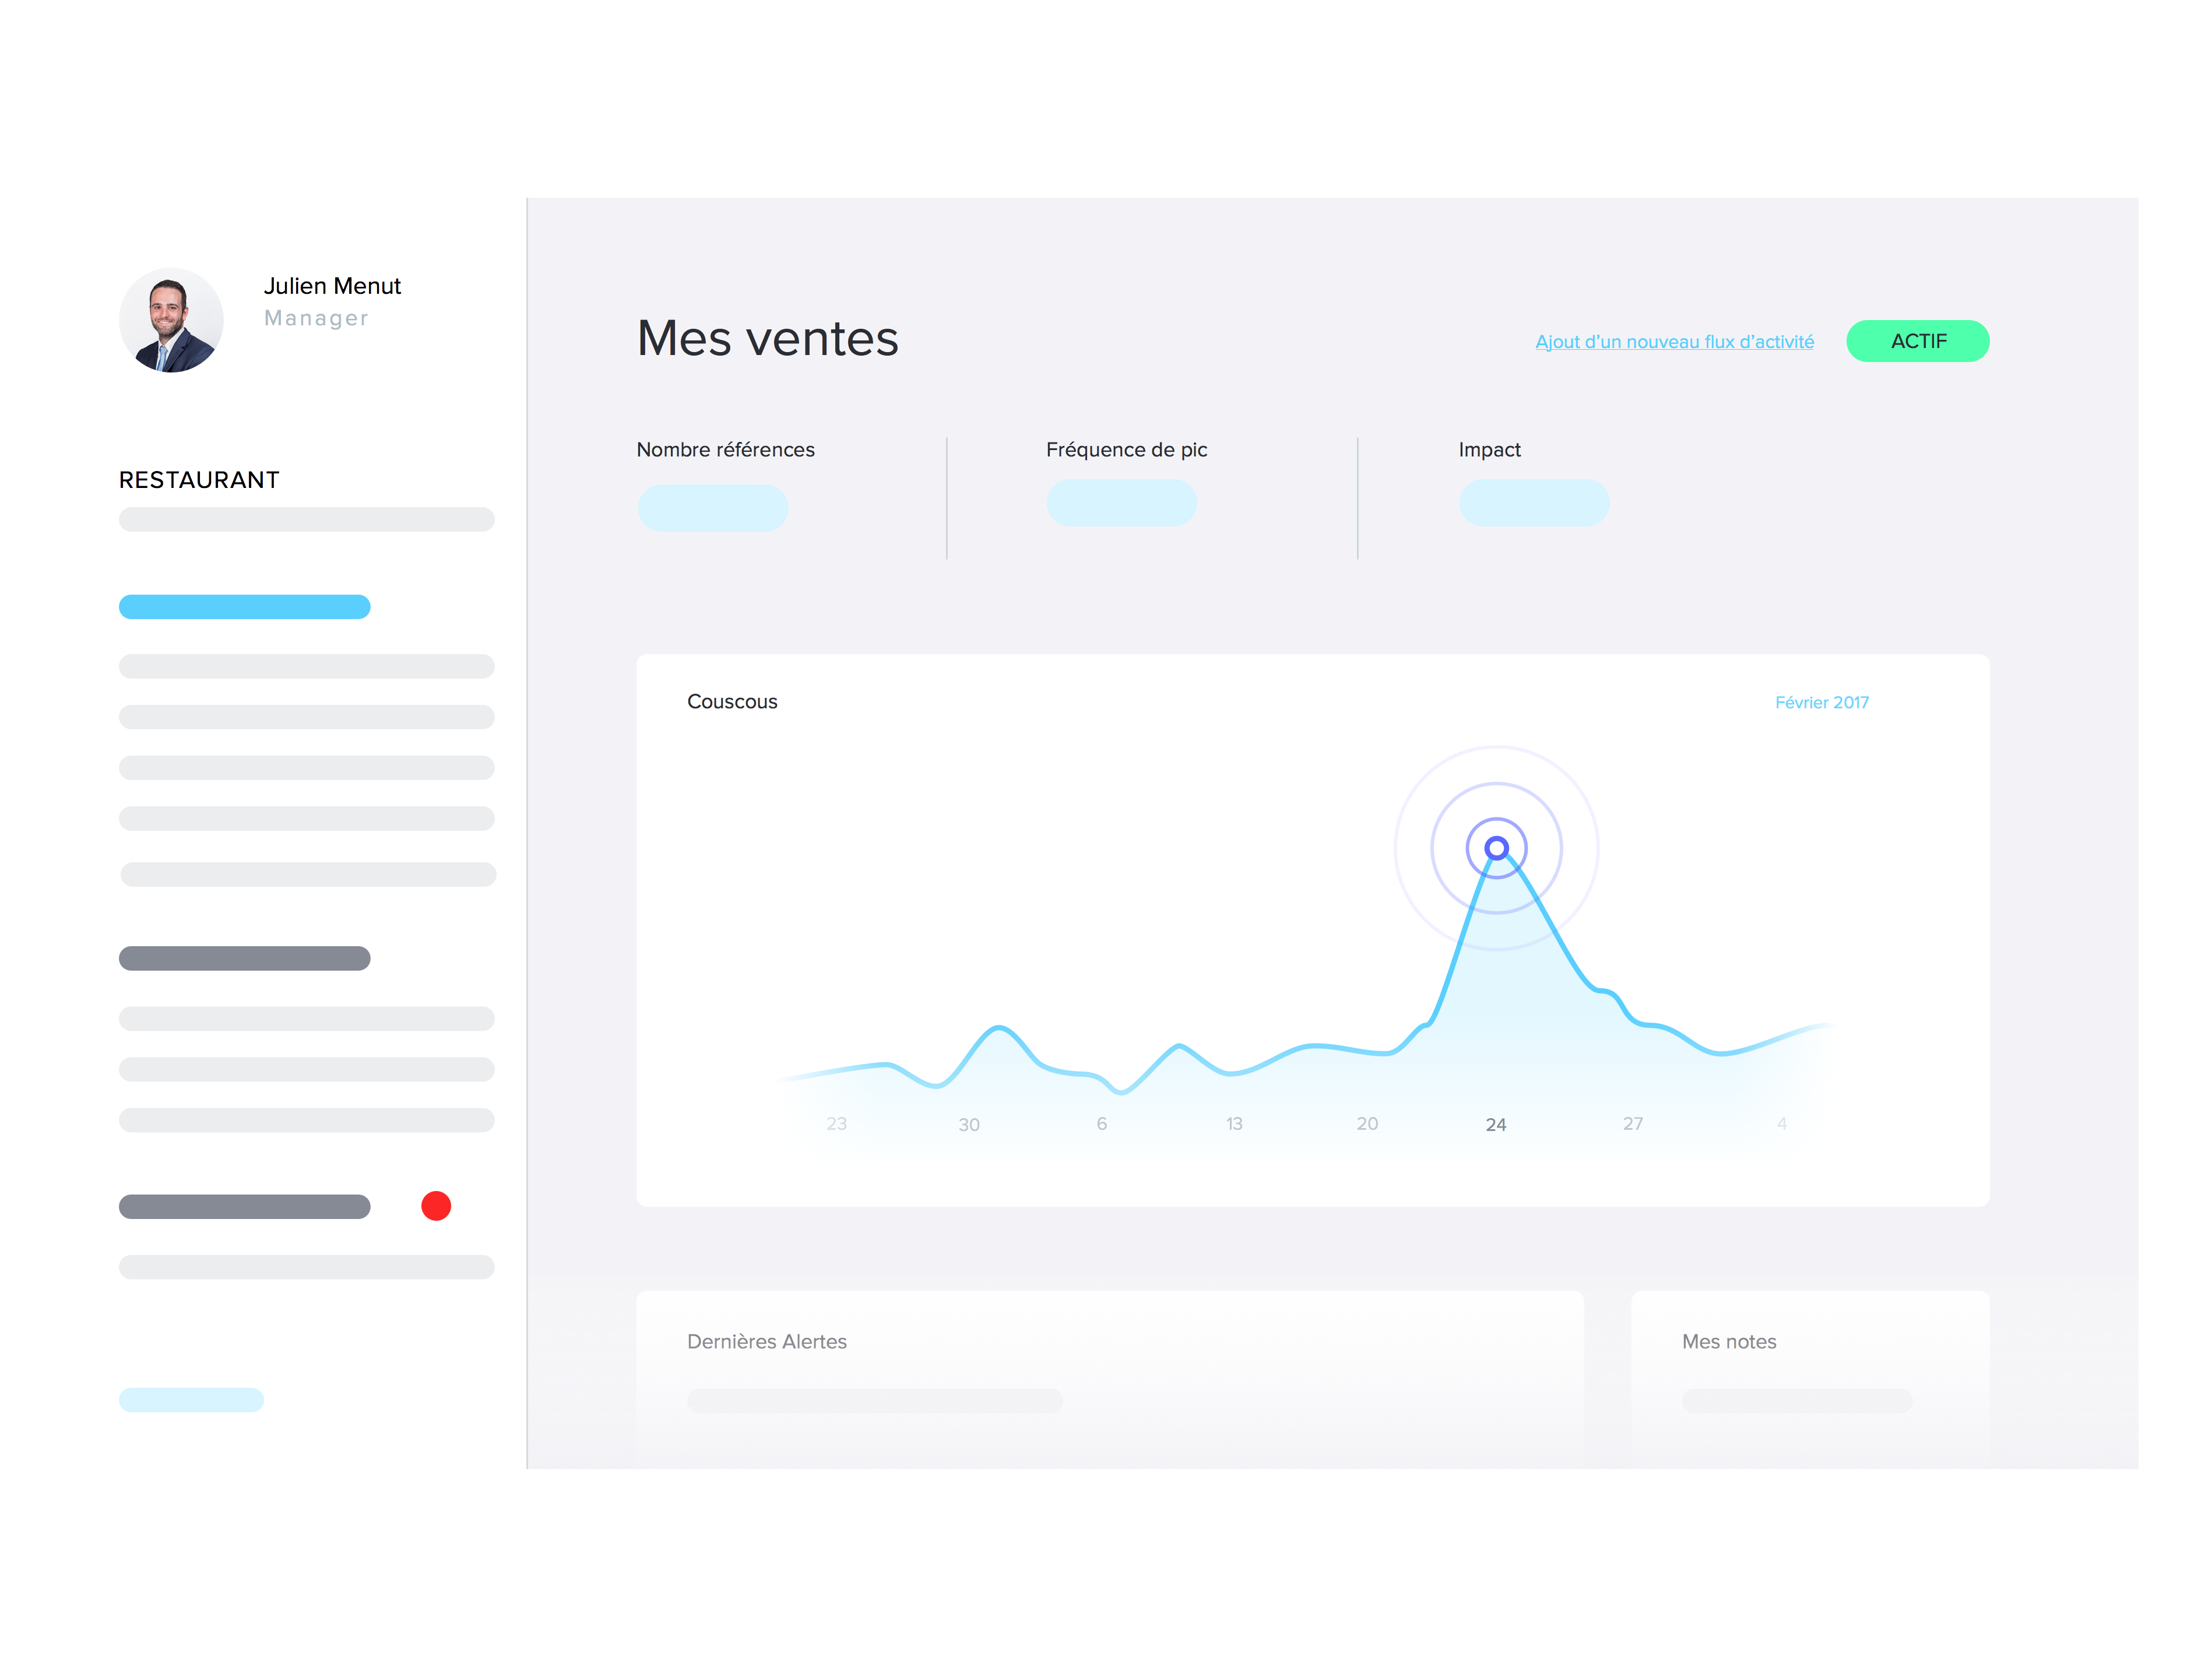 Julien Menut
Manager
RESTAURANT
Mes ventes
Ajout d'un nouveau flux d'activité
ACTIF
Nombre références
Fréquence de pic
Impact
Couscous
Février 2017
23 30 6 13 20 24 27 4
Dernières Alertes
Mes notes